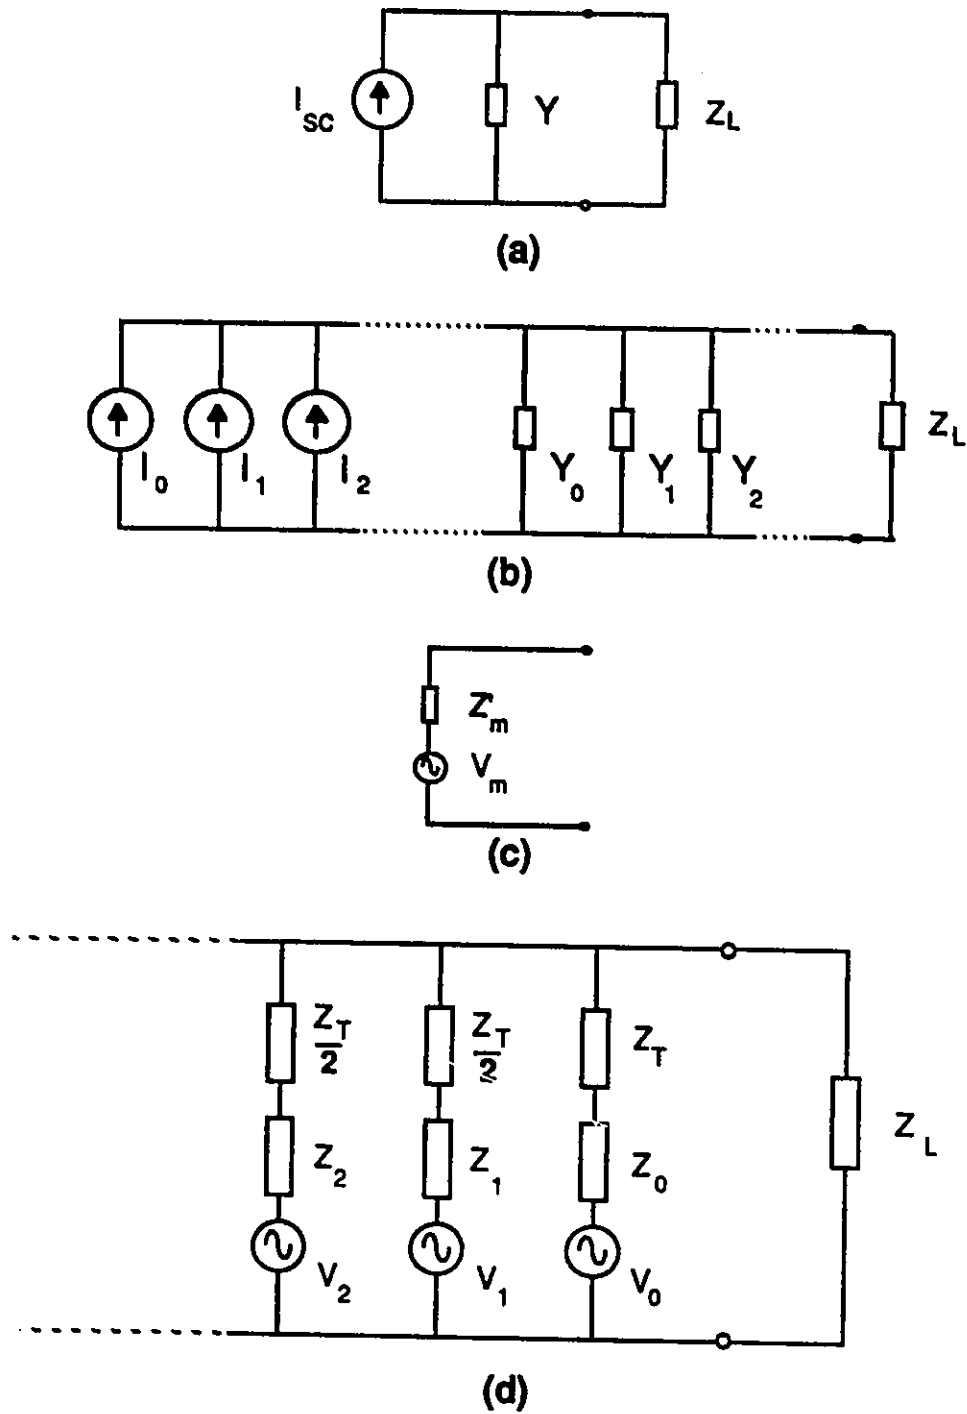 I_SC Y Z_L
(a)
I_0 I_1 I_2 Y_0 Y_1 Y_2 Z_L
(b)
Z'_m
V_m
(c)
Z_T/2 Z_T/2 Z_T
Z_2 Z_1 Z_0 Z_L
V_2 V_1 V_0
(d)